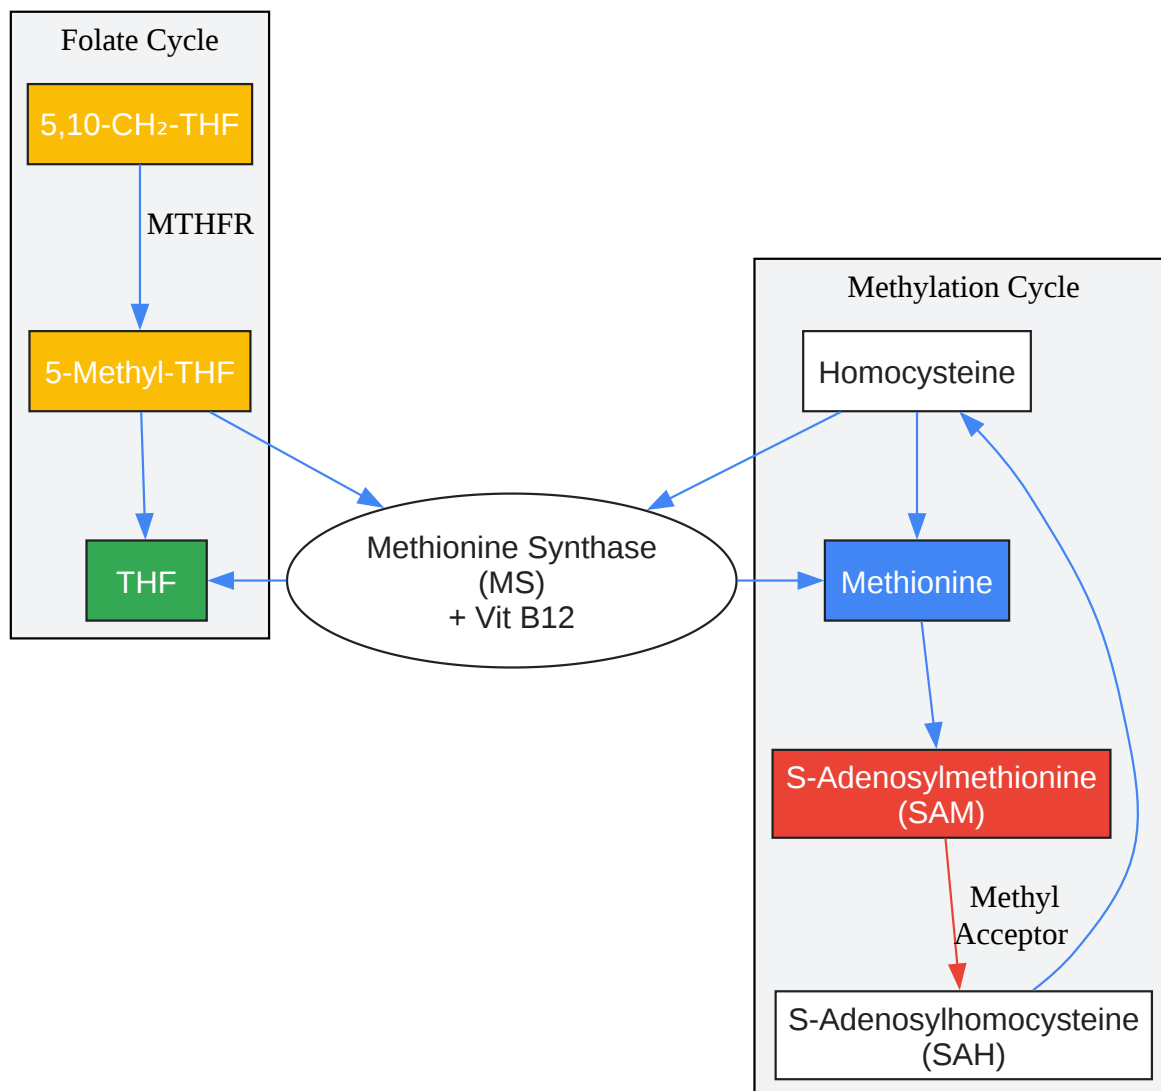 Folate Cycle
5,10-CH₂-THF
MTHFR
5-Methyl-THF
THF
Methionine Synthase
(MS)
+ Vit B12
Methylation Cycle
Homocysteine
Methionine
S-Adenosylmethionine
(SAM)
Methyl
Acceptor
S-Adenosylhomocysteine
(SAH)